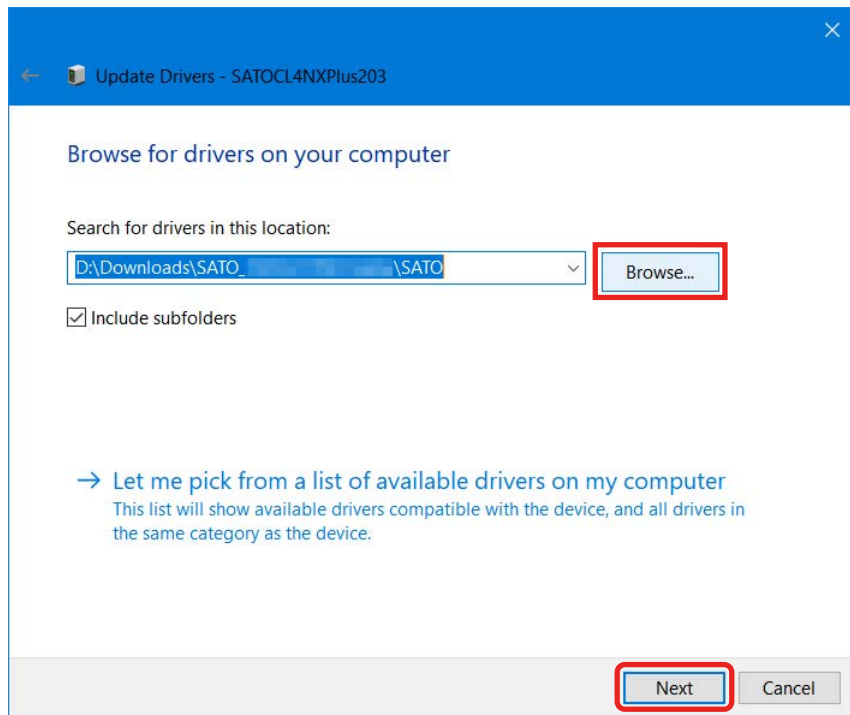 Update Drivers - SATOCL4NXPlus203
Browse for drivers on your computer
Search for drivers in this location:
D:\Downloads\SATO_ \SATO
Browse...
Include subfolders
Let me pick from a list of available drivers on my computer
This list will show available drivers compatible with the device, and all drivers in
the same category as the device.
Next
Cancel